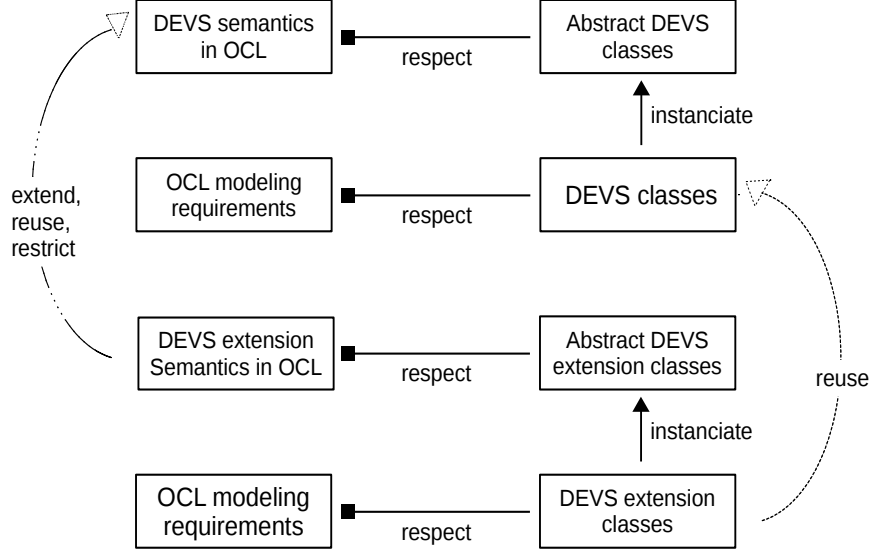 DEVS semantics
in OCL
respect
Abstract DEVS
classes
instanciate
OCL modeling
requirements
respect
DEVS classes
extend,
reuse,
restrict
DEVS extension
Semantics in OCL
respect
Abstract DEVS
extension classes
reuse
instanciate
OCL modeling
requirements
respect
DEVS extension
classes